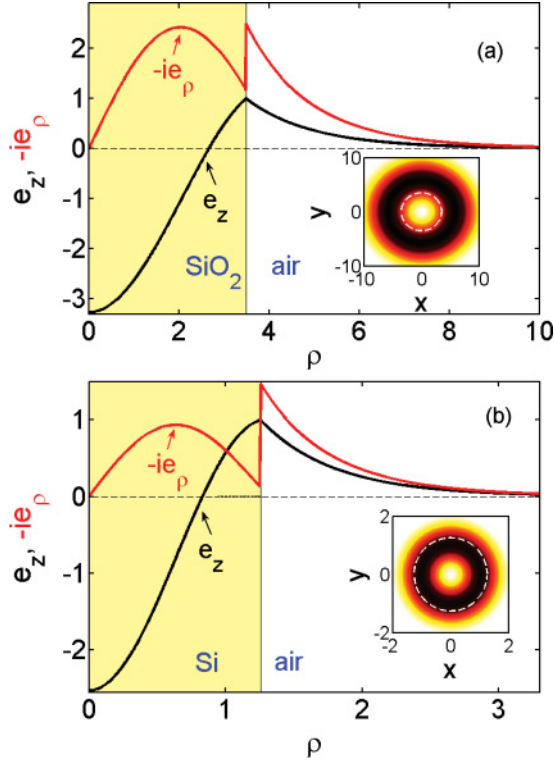 (a)
2
1
0
-1
-2
-3
e_z, -ie_ρ
-ie_ρ
e_z
SiO₂ air
10
0
-10
y
-10 0 10
x
0 2 4 6 8 10
ρ
(b)
1
0
-1
-2
e_z, -ie_ρ
-ie_ρ
e_z
Si air
2
0
-2
y
-2 0 2
x
0 1 2 3
ρ